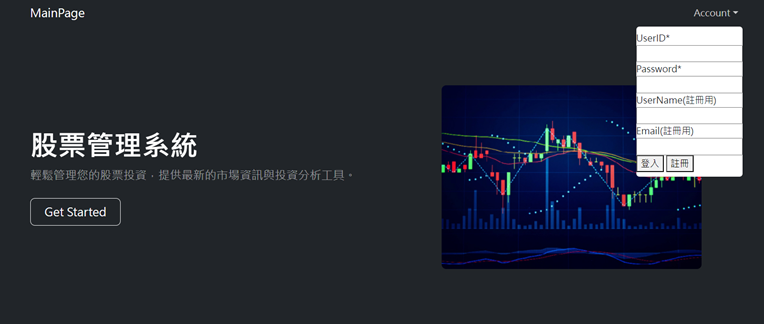 MainPage
Account
UserID*
Password*
UserName(註冊用)
Email(註冊用)
登入 註冊
股票管理系統
輕鬆管理您的股票投資，提供最新的市場資訊與投資分析工具。
Get Started